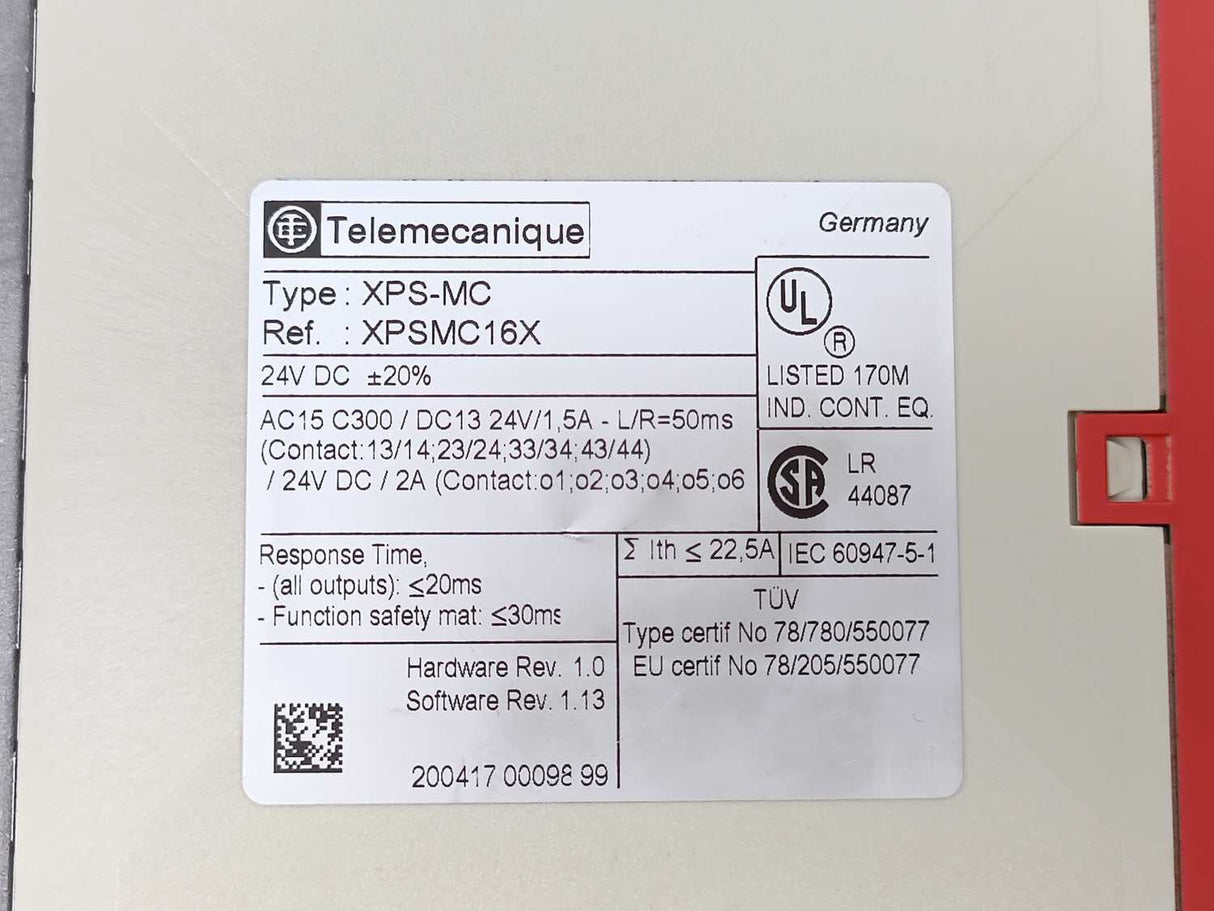 Telemecanique
Germany
Type : XPS-MC
Ref. : XPSMC16X
24V DC ±20%
AC15 C300 / DC13 24V/1,5A - L/R=50ms
(Contact:13/14;23/24;33/34;43/44)
/ 24V DC / 2A (Contact:o1;o2;o3;o4;o5;o6
UL
®
LISTED 170M
IND. CONT. EQ.
SA
LR
44087
Response Time,
- (all outputs): ≤20ms
- Function safety mat: ≤30ms
Σ Ith ≤ 22,5A
IEC 60947-5-1
TÜV
Type certif No 78/780/550077
EU certif No 78/205/550077
Hardware Rev. 1.0
Software Rev. 1.13
200417 00098 99